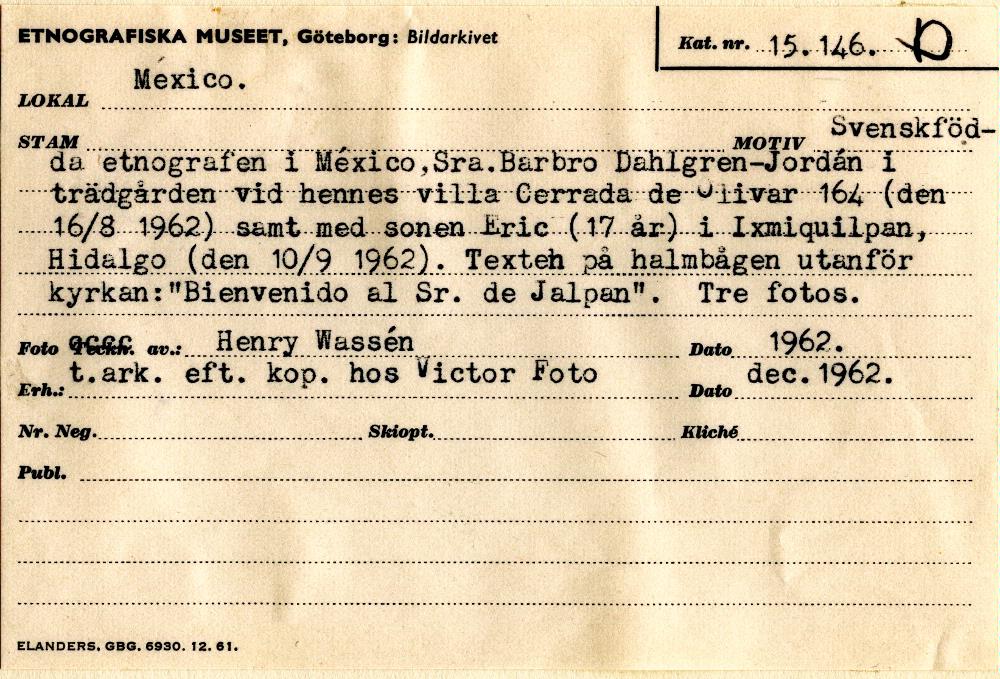 ETNOGRAFISKA MUSEET, Göteborg: Bildarkivet
Kat. nr. 15.146. D
México.
LOKAL
STAM
MOTIV Svenskföd-
da etnografen i México,Sra.Barbro Dahlgren-Jordán i
trädgården vid hennes villa Cerrada de Olivar 164 (den
16/8 1962) samt med sonen Eric (17 år) i Ixmiquilpan,
Hidalgo (den 10/9 1962). Texteh på halmbågen utanför
kyrkan:"Bienvenido al Sr. de Jalpan". Tre fotos.
Foto Teckn. av.: Henry Wassén Dato 1962.
Erh.: t.ark. eft. kop. hos Victor Foto Dato dec.1962.
Nr. Neg. Skiopt. Kliché
Publ.
ELANDERS, GBG. 6930. 12. 61.